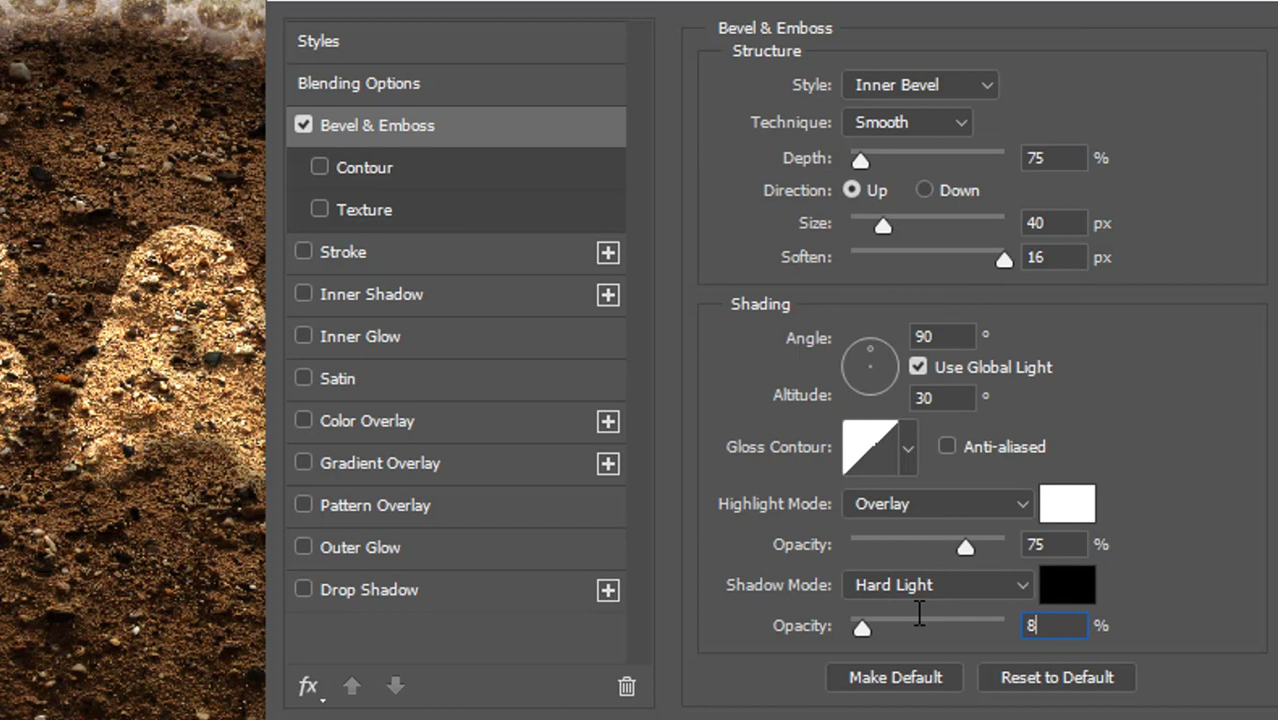 Styles
Blending Options
Bevel & Emboss
Contour
Texture
Stroke
Inner Shadow
Inner Glow
Satin
Color Overlay
Gradient Overlay
Pattern Overlay
Outer Glow
Drop Shadow
fx
Bevel & Emboss
Structure
Style: Inner Bevel
Technique: Smooth
Depth: 75 %
Direction: Up Down
Size: 40 px
Soften: 16 px
Shading
Angle: 90 °
Use Global Light
Altitude: 30 °
Gloss Contour: Anti-aliased
Highlight Mode: Overlay
Opacity: 75 %
Shadow Mode: Hard Light
Opacity: 8 %
Make Default Reset to Default